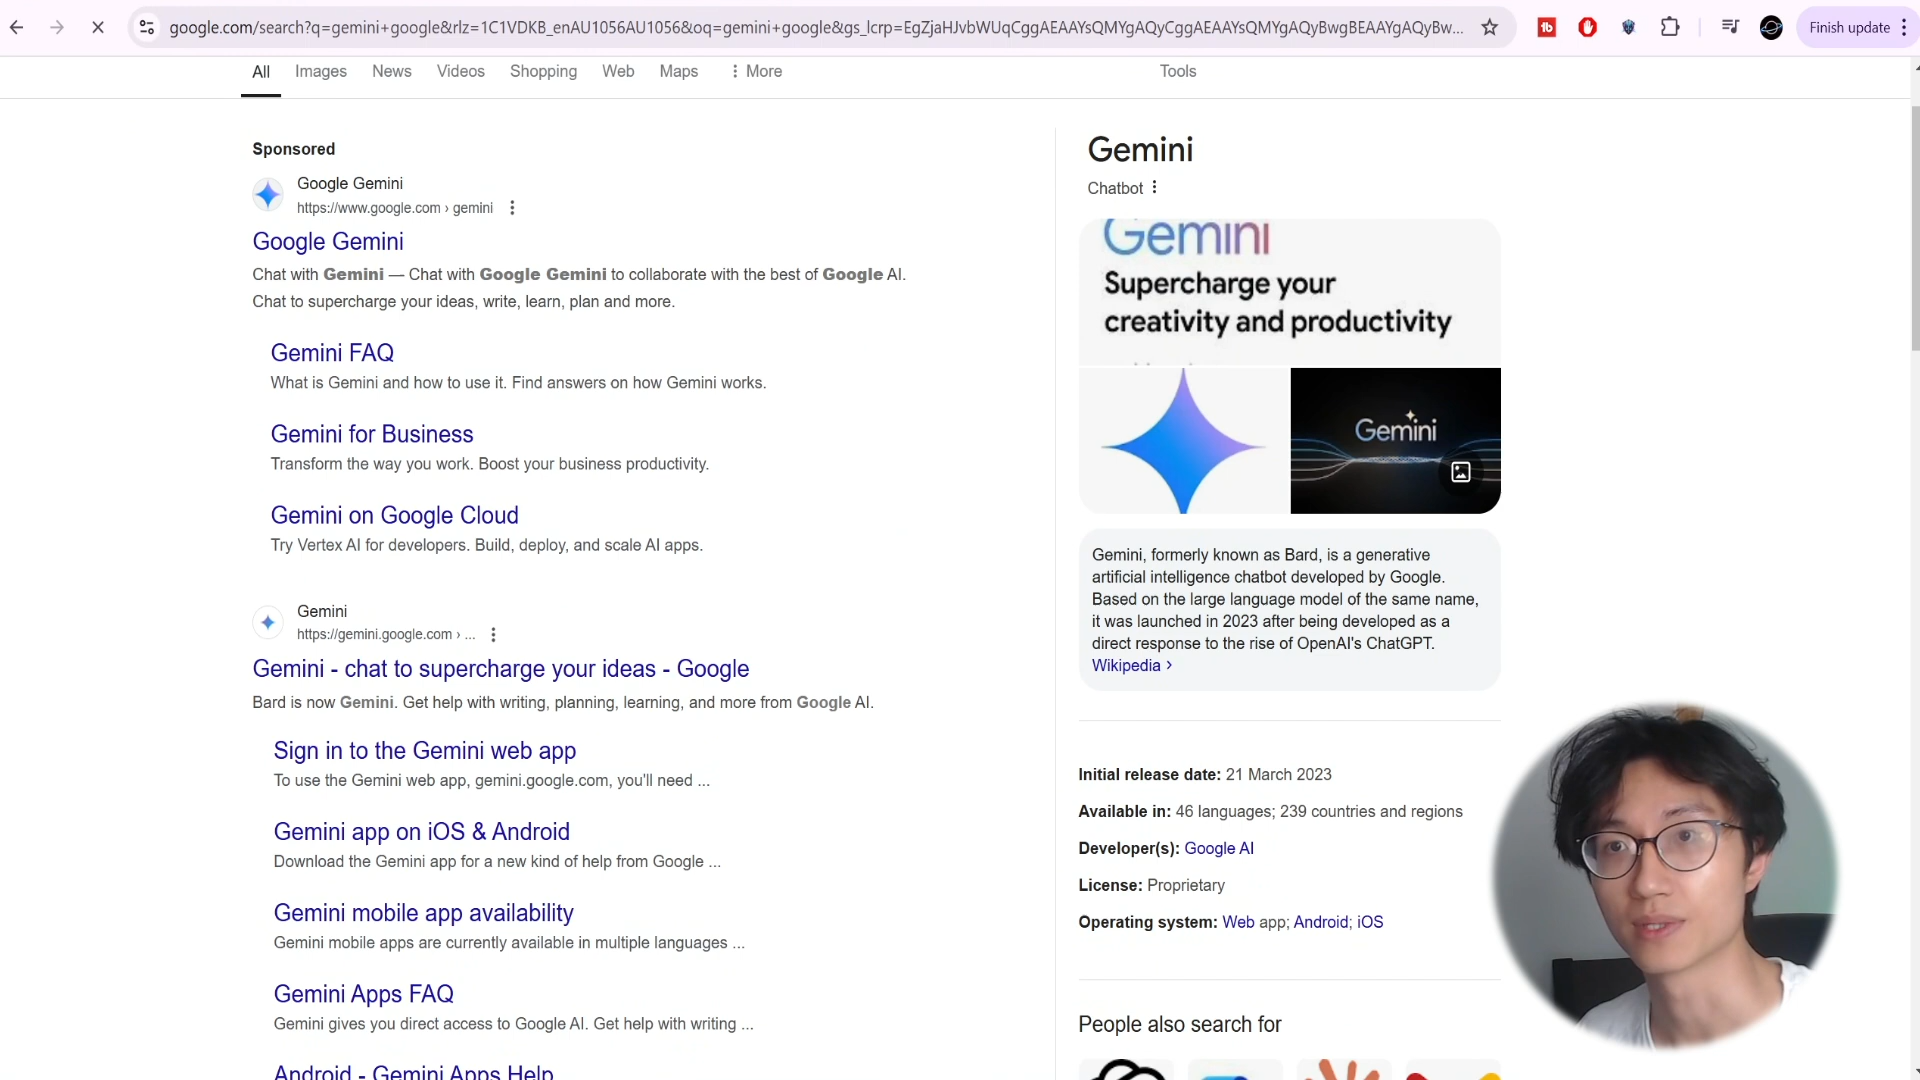 google.com/search?q=gemini+google&rlz=1C1VDKB_enAU1056AU1056&oq=gemini+google&gs_lcrp=EgZjaHJvbWUqCggAEAAYsQMYgAQyCggAEAAYsQMYgAQyBwgBEAAYgAQyBw...
Finish update
All
Images
News
Videos
Shopping
Web
Maps
More
Tools
Sponsored
Google Gemini
https://www.google.com › gemini
Google Gemini
Chat with Gemini — Chat with Google Gemini to collaborate with the best of Google AI.
Chat to supercharge your ideas, write, learn, plan and more.
Gemini FAQ
What is Gemini and how to use it. Find answers on how Gemini works.
Gemini for Business
Transform the way you work. Boost your business productivity.
Gemini on Google Cloud
Try Vertex AI for developers. Build, deploy, and scale AI apps.
Gemini
https://gemini.google.com › ...
Gemini - chat to supercharge your ideas - Google
Bard is now Gemini. Get help with writing, planning, learning, and more from Google AI.
Sign in to the Gemini web app
To use the Gemini web app, gemini.google.com, you'll need ...
Gemini app on iOS & Android
Download the Gemini app for a new kind of help from Google ...
Gemini mobile app availability
Gemini mobile apps are currently available in multiple languages ...
Gemini Apps FAQ
Gemini gives you direct access to Google AI. Get help with writing ...
Android - Gemini Apps Help
Gemini
Chatbot
Gemini
Supercharge your
creativity and productivity
Gemini
Gemini, formerly known as Bard, is a generative
artificial intelligence chatbot developed by Google.
Based on the large language model of the same name,
it was launched in 2023 after being developed as a
direct response to the rise of OpenAI's ChatGPT.
Wikipedia ›
Initial release date: 21 March 2023
Available in: 46 languages; 239 countries and regions
Developer(s): Google AI
License: Proprietary
Operating system: Web app; Android; iOS
People also search for